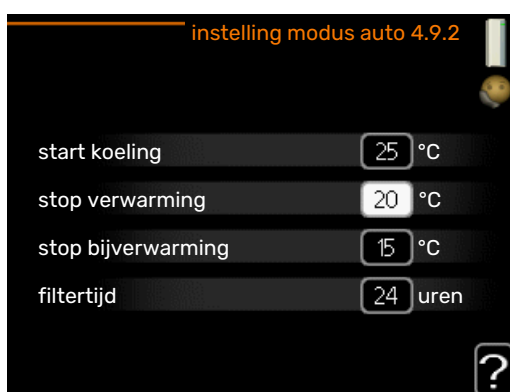 instelling modus auto 4.9.2
start koeling 25 °C
stop verwarming 20 °C
stop bijverwarming 15 °C
filtertijd 24 uren
?